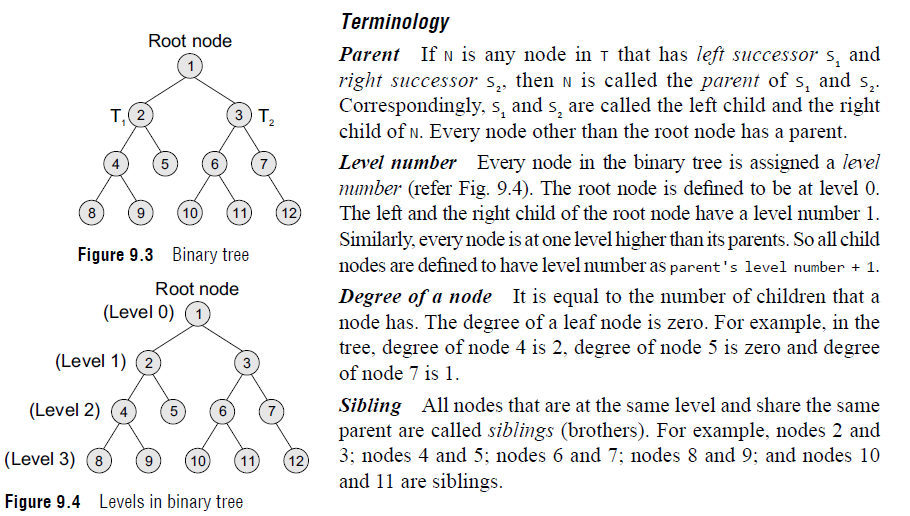 Root node
1
T1 2 3 T2
4 5 6 7
8 9 10 11 12
Figure 9.3 Binary tree
Root node
(Level 0) 1
(Level 1) 2 3
(Level 2) 4 5 6 7
(Level 3) 8 9 10 11 12
Figure 9.4 Levels in binary tree
Terminology
Parent If N is any node in T that has left successor S1 and
right successor S2, then N is called the parent of S1 and S2.
Correspondingly, S1 and S2 are called the left child and the right
child of N. Every node other than the root node has a parent.
Level number Every node in the binary tree is assigned a level
number (refer Fig. 9.4). The root node is defined to be at level 0.
The left and the right child of the root node have a level number 1.
Similarly, every node is at one level higher than its parents. So all child
nodes are defined to have level number as parent's level number + 1.
Degree of a node It is equal to the number of children that a
node has. The degree of a leaf node is zero. For example, in the
tree, degree of node 4 is 2, degree of node 5 is zero and degree
of node 7 is 1.
Sibling All nodes that are at the same level and share the same
parent are called siblings (brothers). For example, nodes 2 and
3; nodes 4 and 5; nodes 6 and 7; nodes 8 and 9; and nodes 10
and 11 are siblings.